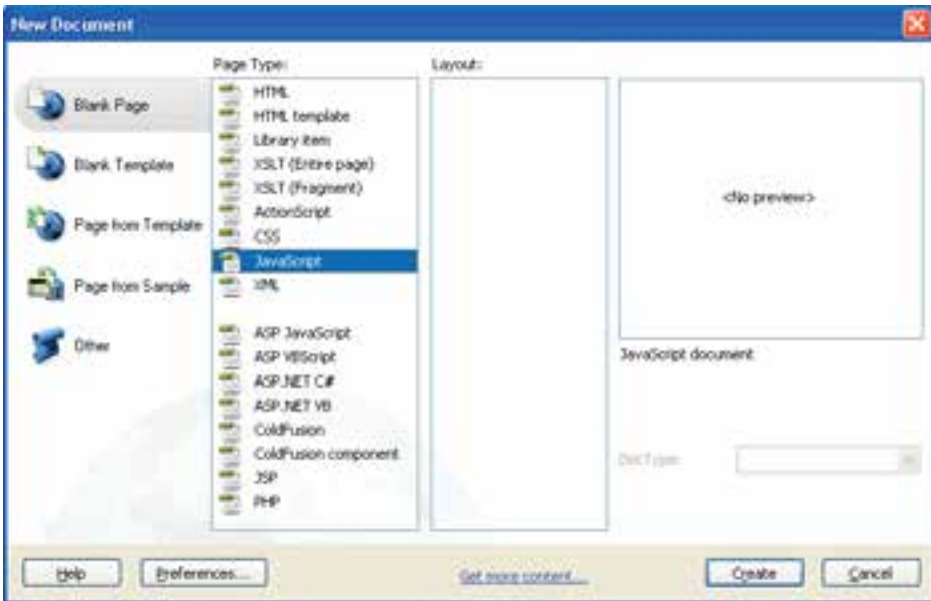 New Document
Blank Page
Blank Template
Page from Template
Page from Sample
Other
Page Type:
HTML
HTML template
Library item
XSLT (Entire page)
XSLT (Fragment)
ActionScript
CSS
JavaScript
XML
ASP JavaScript
ASP VBScript
ASP.NET C#
ASP.NET VB
ColdFusion
ColdFusion component
JSP
PHP
Layout:
<No preview>
JavaScript document
DocType:
Help
Preferences...
Get more content...
Create
Cancel